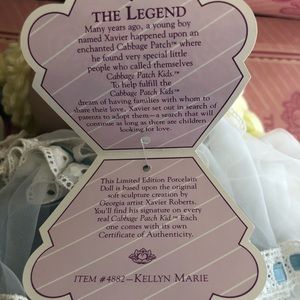 THE LEGEND
Many years ago, a young boy
named Xavier happened upon an
enchanted Cabbage Patch™ where
he found very special little
people who called themselves
Cabbage Patch Kids.™
To help fulfill the
Cabbage Patch Kids'
dream of having families with whom to
share their love, Xavier set out in search of
parents to adopt them—a search that will
continue as long as there are children
looking for love.
This Limited Edition Porcelain
Doll is based upon the original
soft sculpture creation by
Georgia artist Xavier Roberts.
You'll find his signature on every
real Cabbage Patch Kid.™ Each
one comes with its own
Certificate of Authenticity.
ITEM #4882—KELLYN MARIE